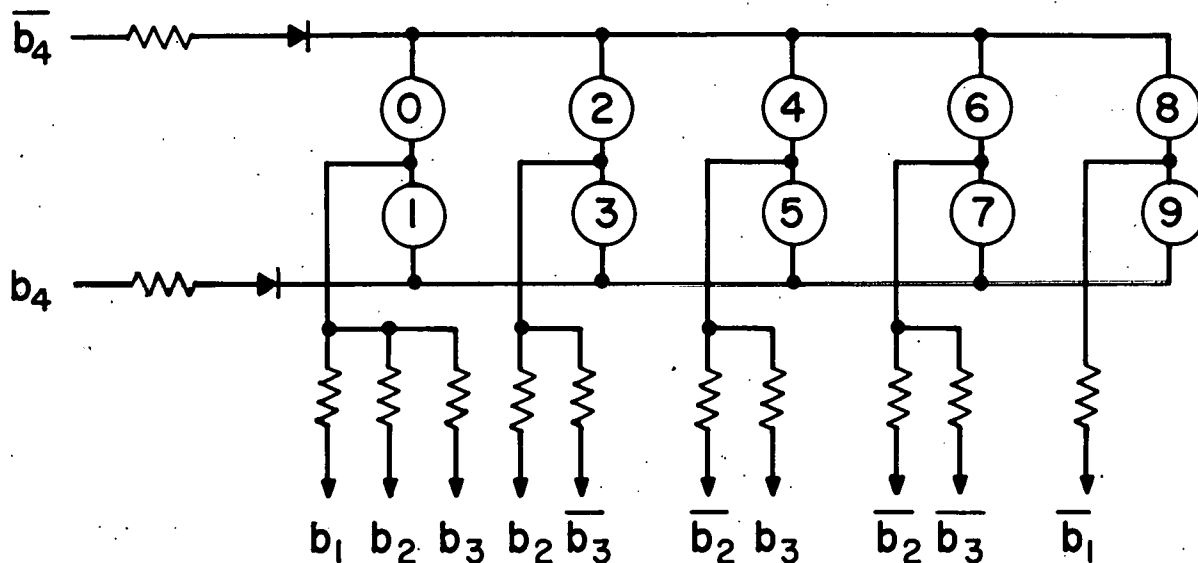 b̅₄
0 2 4 6 8
1 3 5 7 9
b₄
b₁ b₂ b₃ b₂ b̅₃ b̅₂ b₃ b̅₂ b̅₃ b̅₁